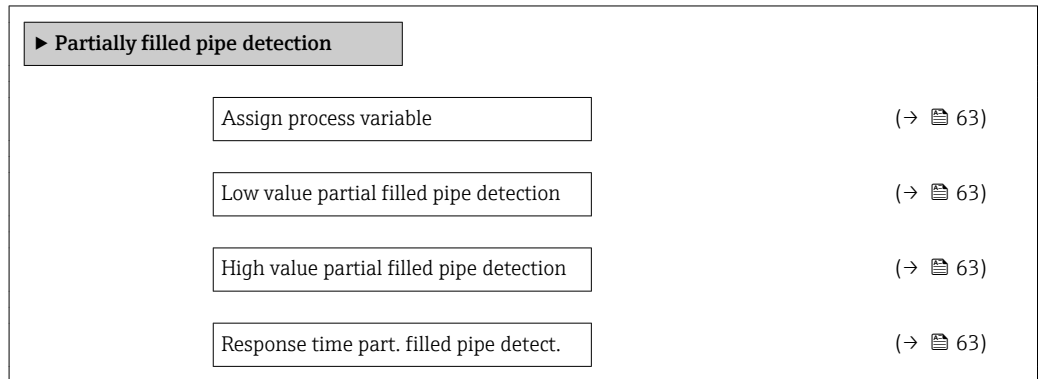 ▶ Partially filled pipe detection
Assign process variable (→ 🖹 63)
Low value partial filled pipe detection (→ 🖹 63)
High value partial filled pipe detection (→ 🖹 63)
Response time part. filled pipe detect. (→ 🖹 63)